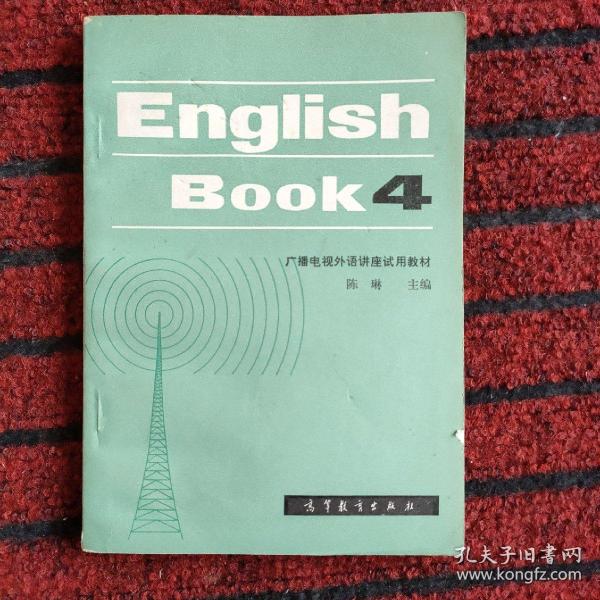 English
Book 4
广播电视外语讲座试用教材
陈琳 主编
高等教育出版社
孔夫子旧书网
www.kongfz.com